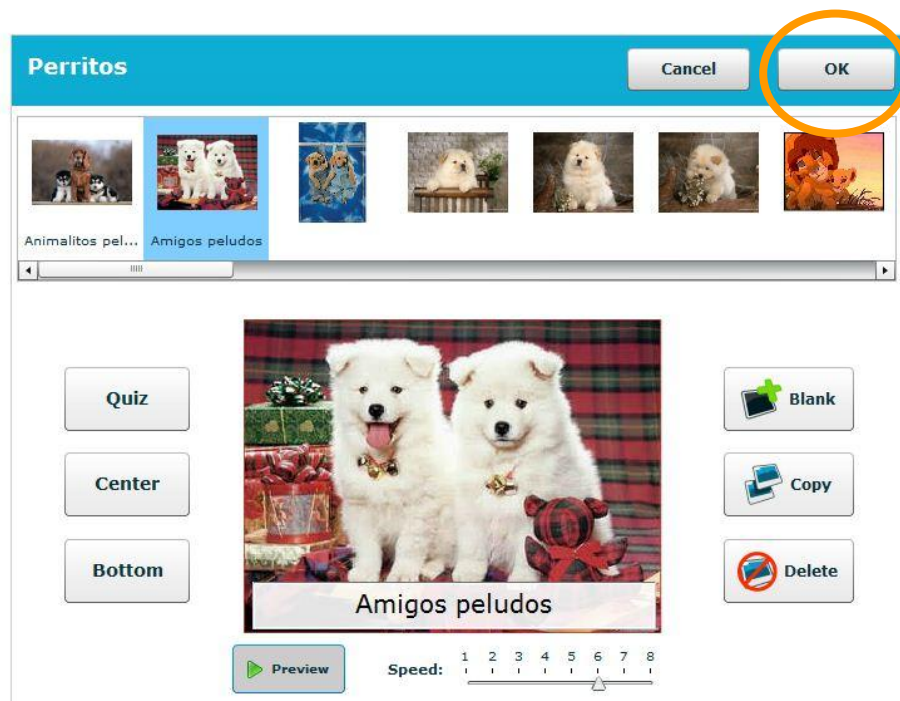 Perritos
Cancel
OK
Animalitos pel...
Amigos peludos
Quiz
Center
Bottom
Blank
Copy
Delete
Amigos peludos
Preview
Speed:
1 2 3 4 5 6 7 8